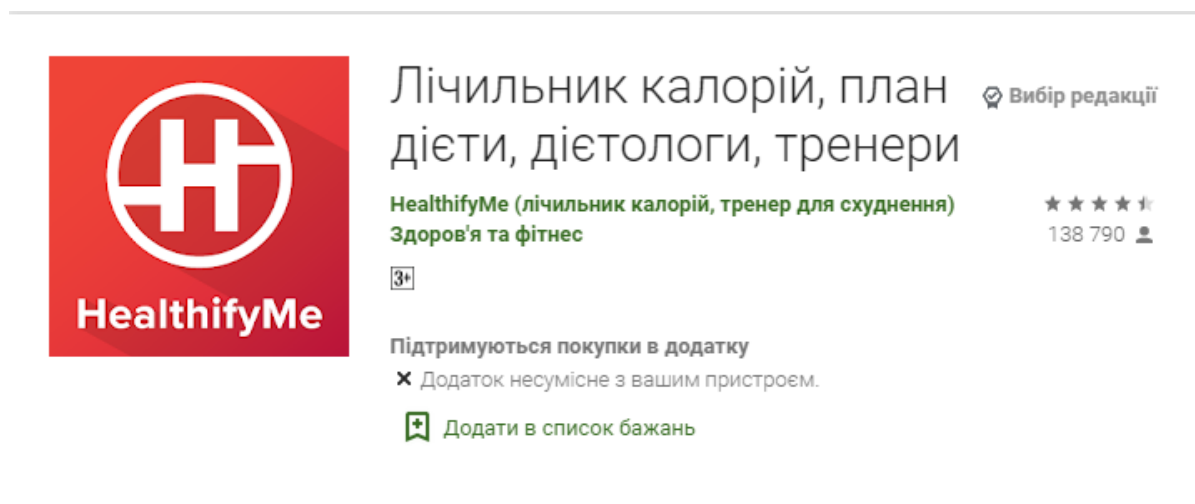 Лічильник калорій, план
дієти, дієтологи, тренери
Вибір редакції
HealthifyMe (лічильник калорій, тренер для схуднення)
Здоров'я та фітнес
138 790
3+
HealthifyMe
Підтримуються покупки в додатку
Додаток несумісне з вашим пристроєм.
Додати в список бажань